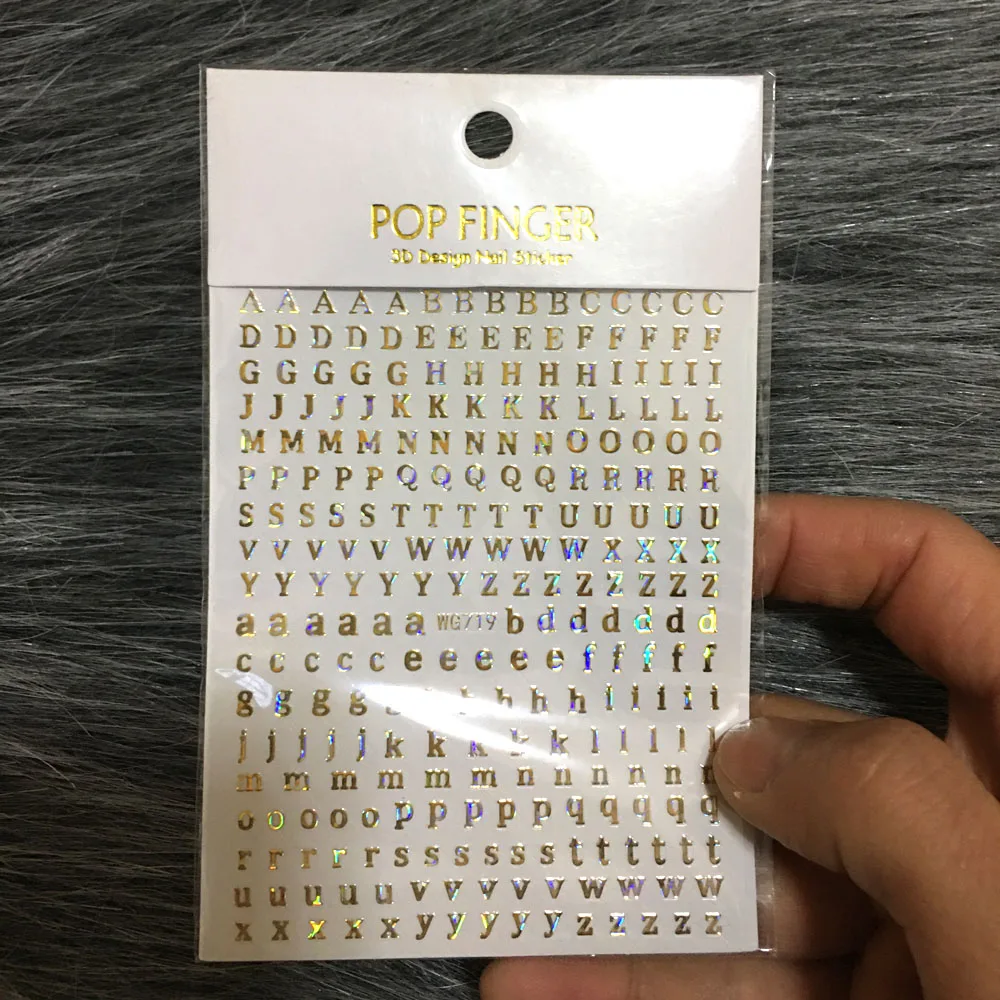 POP FINGER
3D Design Nail Sticker
A A A A A B B B B B C C C C C
D D D D D E E E E E F F F F F
G G G G G H H H H H I I I I I
J J J J J K K K K K L L L L L
M M M M N N N N N O O O O O
P P P P P Q Q Q Q Q R R R R R
S S S S S T T T T T U U U U U
V V V V V W W W W W X X X X
Y Y Y Y Y Y Y Z Z Z Z Z Z Z Z
a a a a a a WG719 b d d d d d d
c c c c c e e e e e f f f f f
g g g g g h h h h i i i i
j j j j j k k k k k l l l l l
m m m m m m n n n n n n
o o o o o p p p p p q q q q q
r r r r r s s s s s s t t t t t t
u u u u u v v v v v w w w w
x x x x x y y y y y z z z z z